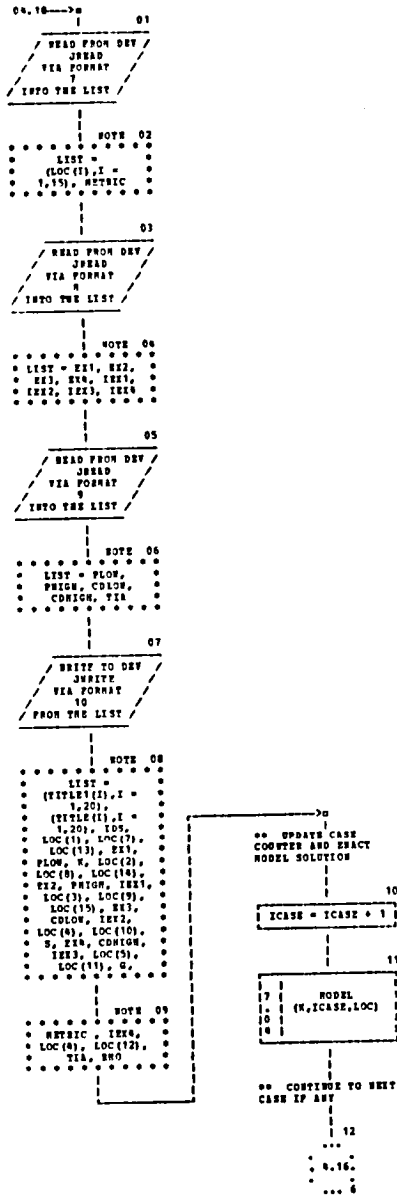 04.16--->*
01
READ FROM DEV
JREAD
VIA FORMAT
7
INTO THE LIST
NOTE 02
LIST =
(LOC(I),I =
1,15), METRIC
03
READ FROM DEV
JREAD
VIA FORMAT
8
INTO THE LIST
NOTE 04
LIST = EX1, EX2,
EX3, EX4, IEX1,
IEX2, IEX3, IEX4
05
READ FROM DEV
JREAD
VIA FORMAT
9
INTO THE LIST
NOTE 06
LIST = PLOW,
PHIGH, CDLOW,
CDHIGH, TIA
07
WRITE TO DEV
JWRITE
VIA FORMAT
10
FROM THE LIST
NOTE 08
LIST =
(TITLE1(I),I =
1,20),
(TITLE(I),I =
1,20), IDS,
LOC(1), LOC(7),
LOC(13), EX1,
PLOW, K, LOC(2),
LOC(8), LOC(14),
EX2, PHIGH, IEX1,
LOC(3), LOC(9),
LOC(15), EX3,
CDLOW, IEX2,
LOC(4), LOC(10),
S, EX4, CDHIGH,
IEX3, LOC(5),
LOC(11), G,
NOTE 09
METRIC , IEX4,
LOC(6), LOC(12),
TIA, RHO
** UPDATE CASE
COUNTER AND ENACT
MODEL SOLUTION
10
ICASE = ICASE + 1
11
7.04
MODEL
(K,ICASE,LOC)
** CONTINUE TO NEXT
CASE IF ANY
12
4.16.
6